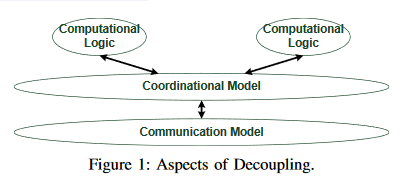 Computational Computational
Logic Logic
Coordinational Model
Communication Model
Figure 1: Aspects of Decoupling.